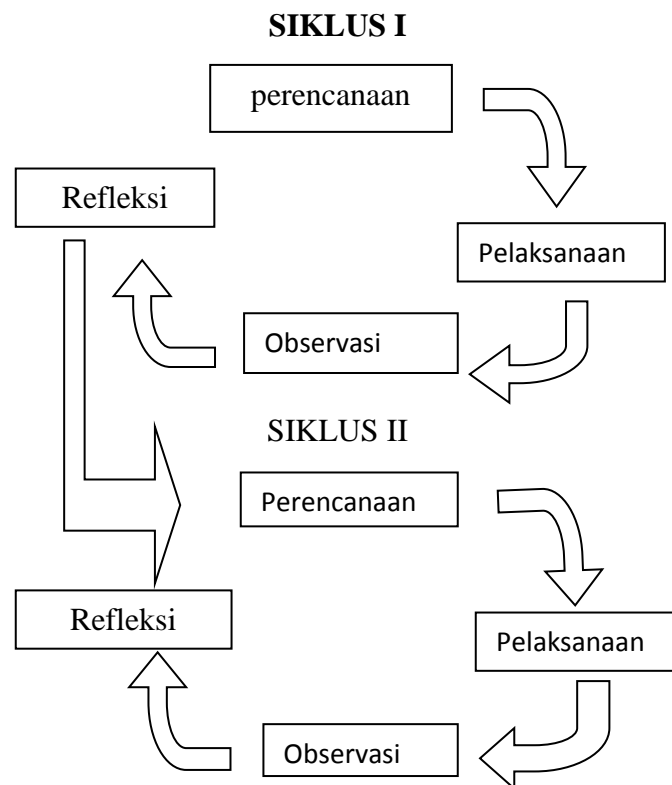 SIKLUS I
perencanaan
Refleksi
Pelaksanaan
Observasi
SIKLUS II
Perencanaan
Refleksi
Pelaksanaan
Observasi